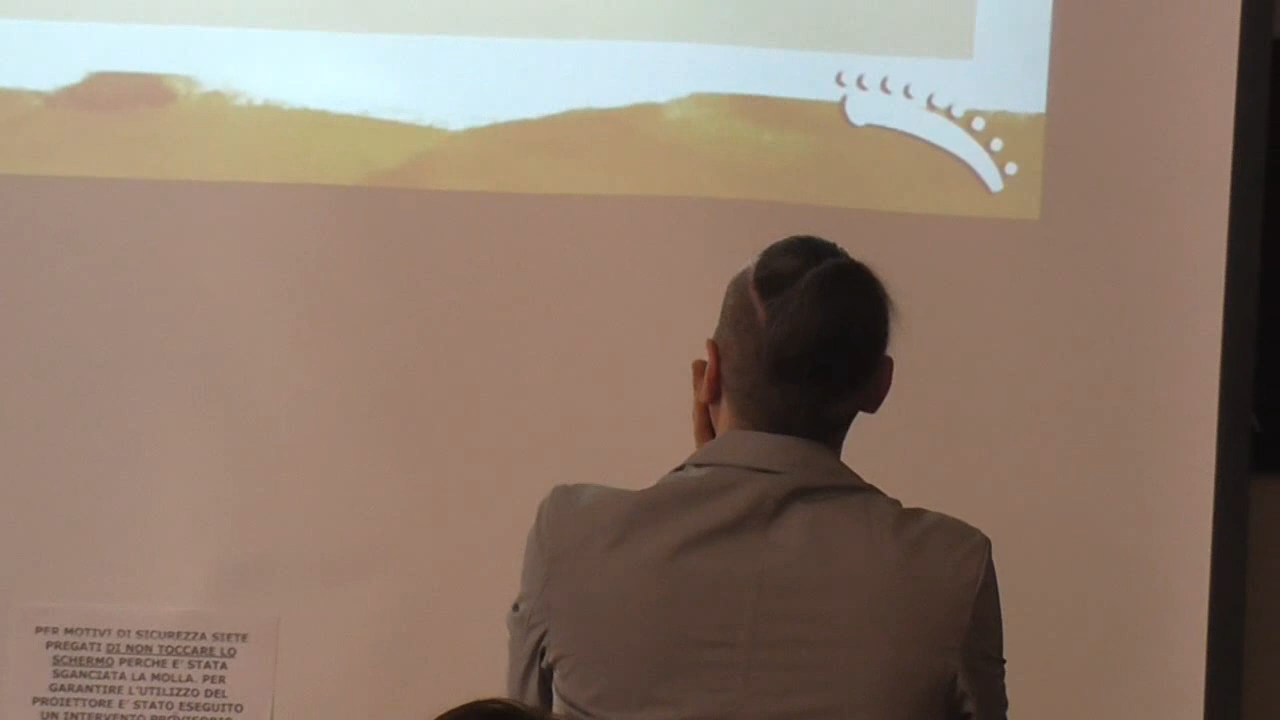 PER MOTIVI DI SICUREZZA SIETE
PREGATI DI NON TOCCARE LO
SCHERMO PERCHE E' STATA
SGANCIATA LA MOLLA. PER
GARANTIRE L'UTILIZZO DEL
PROIETTORE E' STATO ESEGUITO
UN INTERVENTO PROVVISORIO